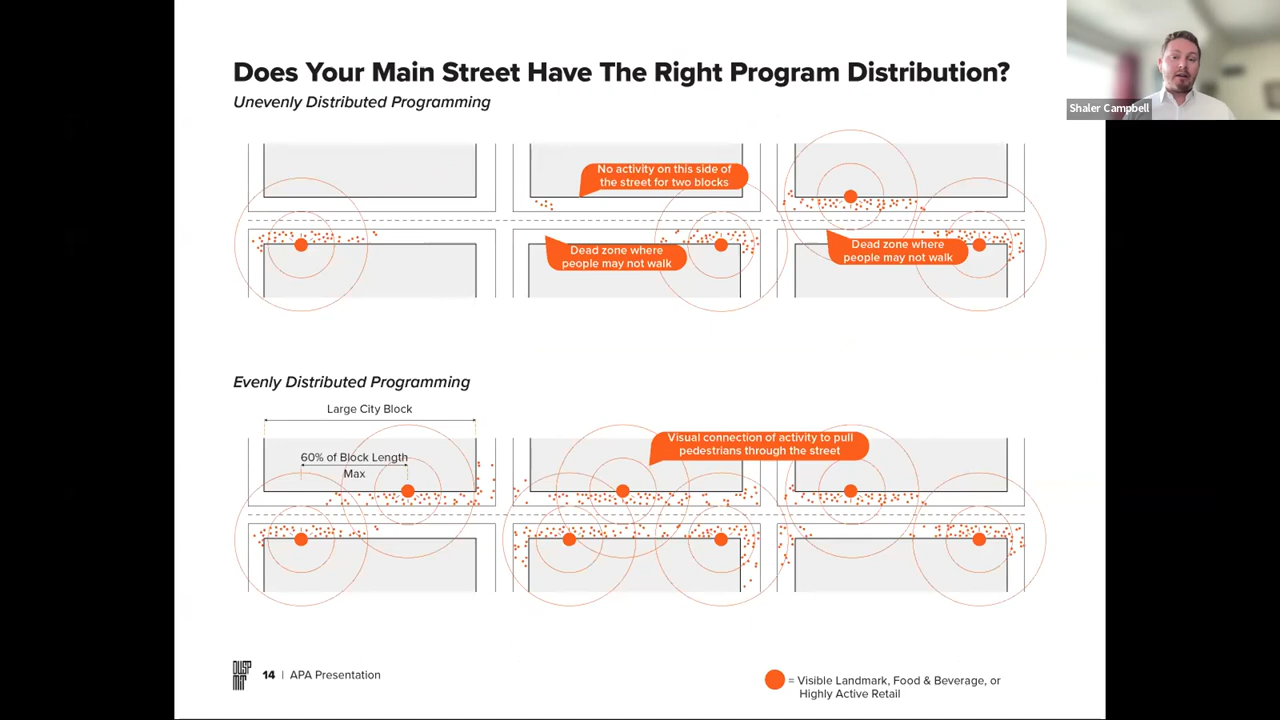 Does Your Main Street Have The Right Program Distribution?
Unevenly Distributed Programming
Shaler Campbell
No activity on this side of
the street for two blocks
Dead zone where
people may not walk
Dead zone where
people may not walk
Evenly Distributed Programming
Large City Block
60% of Block Length
Max
Visual connection of activity to pull
pedestrians through the street
DUSP
MIT
14 | APA Presentation
= Visible Landmark, Food & Beverage, or
Highly Active Retail